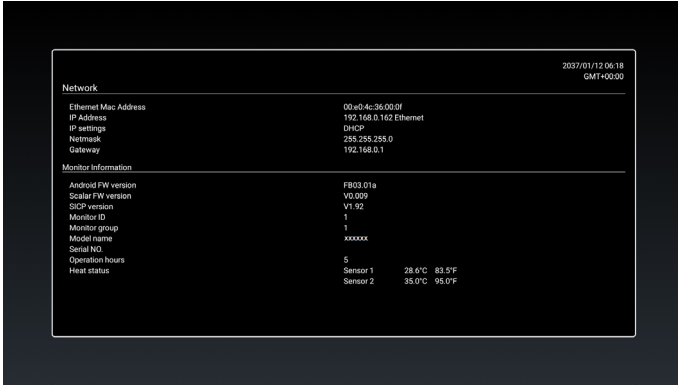 2037/01/12 06:18
GMT+00:00
Network
Ethernet Mac Address 00:e0:4c:36:00:0f
IP Address 192.168.0.162 Ethernet
IP settings DHCP
Netmask 255.255.255.0
Gateway 192.168.0.1
Monitor Information
Android FW version FB03.01a
Scalar FW version V0.009
SICP version V1.92
Monitor ID 1
Monitor group 1
Model name xxxxxx
Serial NO.
Operation hours 5
Heat status Sensor 1 28.6°C 83.5°F
Sensor 2 35.0°C 95.0°F